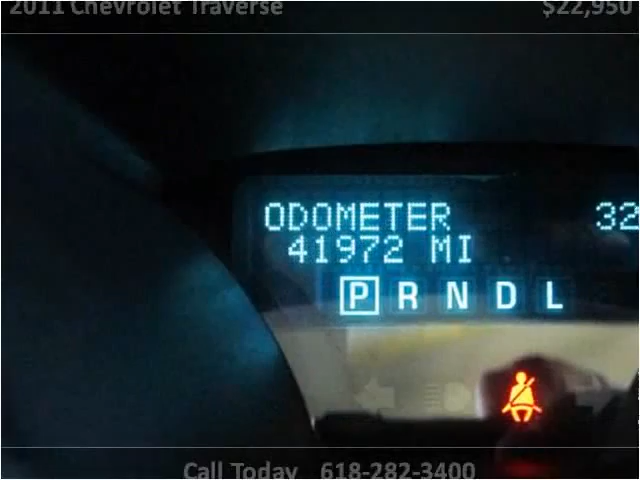 2011 Chevrolet Traverse $22,950
ODOMETER 32
41972 MI
P R N D L
Call Today 618-282-3400